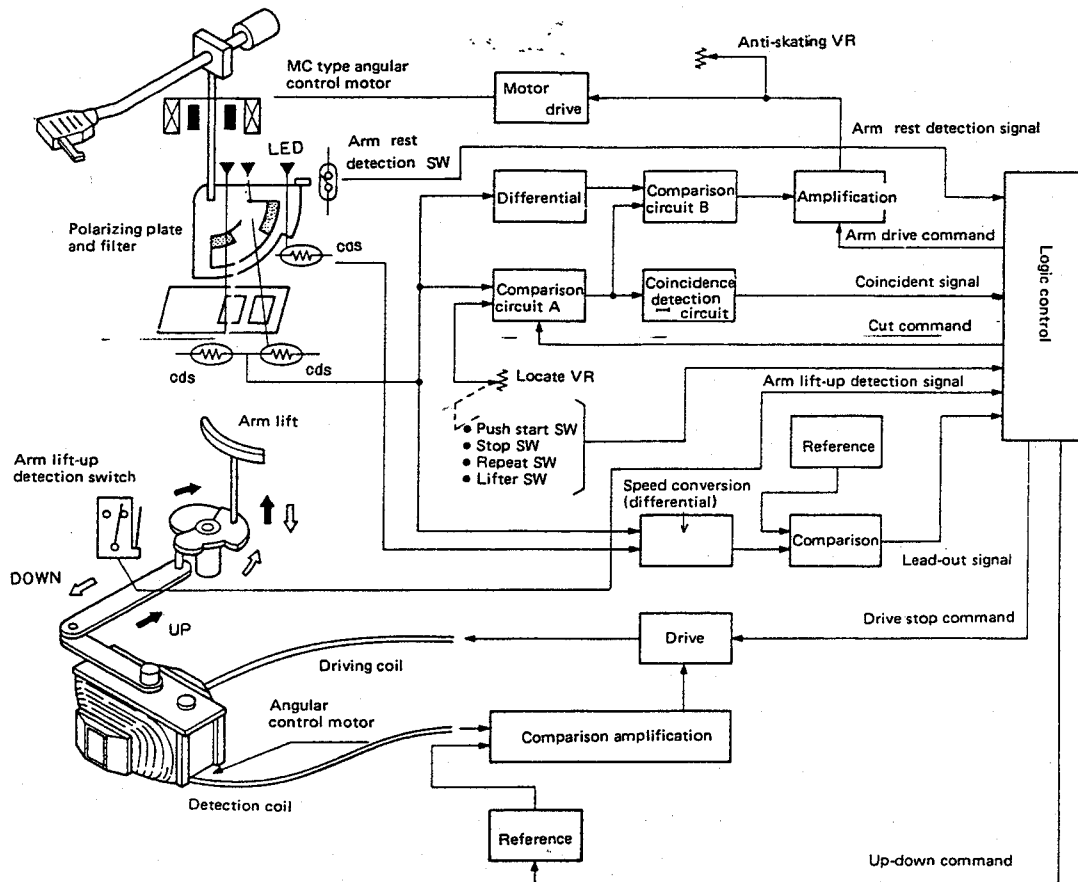 Anti-skating VR
MC type angular
control motor
Motor
drive
Arm rest
detection SW
LED
Arm rest detection signal
Differential
Comparison
circuit B
Amplification
Polarizing plate
and filter
cds
Arm drive command
Comparison
circuit A
Coincidence
detection
circuit
Coincident signal
Cut command
Logic control
cds
cds
Locate VR
Arm lift-up detection signal
Arm lift
• Push start SW
• Stop SW
• Repeat SW
• Lifter SW
Reference
Arm lift-up
detection switch
Speed conversion
(differential)
Comparison
Lead-out signal
DOWN
UP
Drive
Drive stop command
Driving coil
Angular
control motor
Comparison amplification
Detection coil
Reference
Up-down command